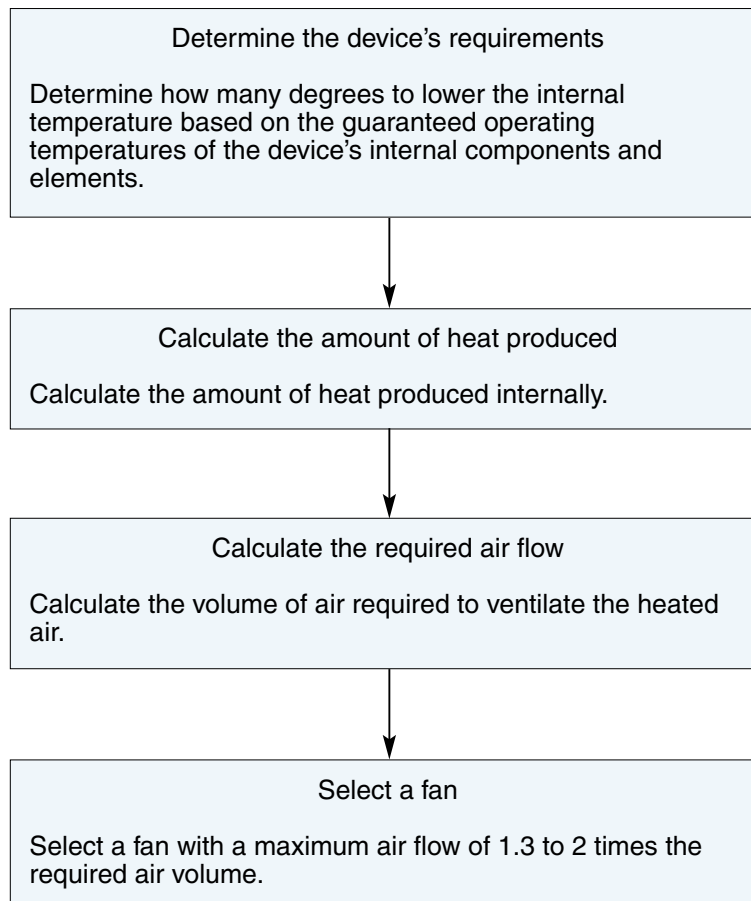 Determine the device's requirements
Determine how many degrees to lower the internal
temperature based on the guaranteed operating
temperatures of the device's internal components and
elements.
Calculate the amount of heat produced
Calculate the amount of heat produced internally.
Calculate the required air flow
Calculate the volume of air required to ventilate the heated
air.
Select a fan
Select a fan with a maximum air flow of 1.3 to 2 times the
required air volume.